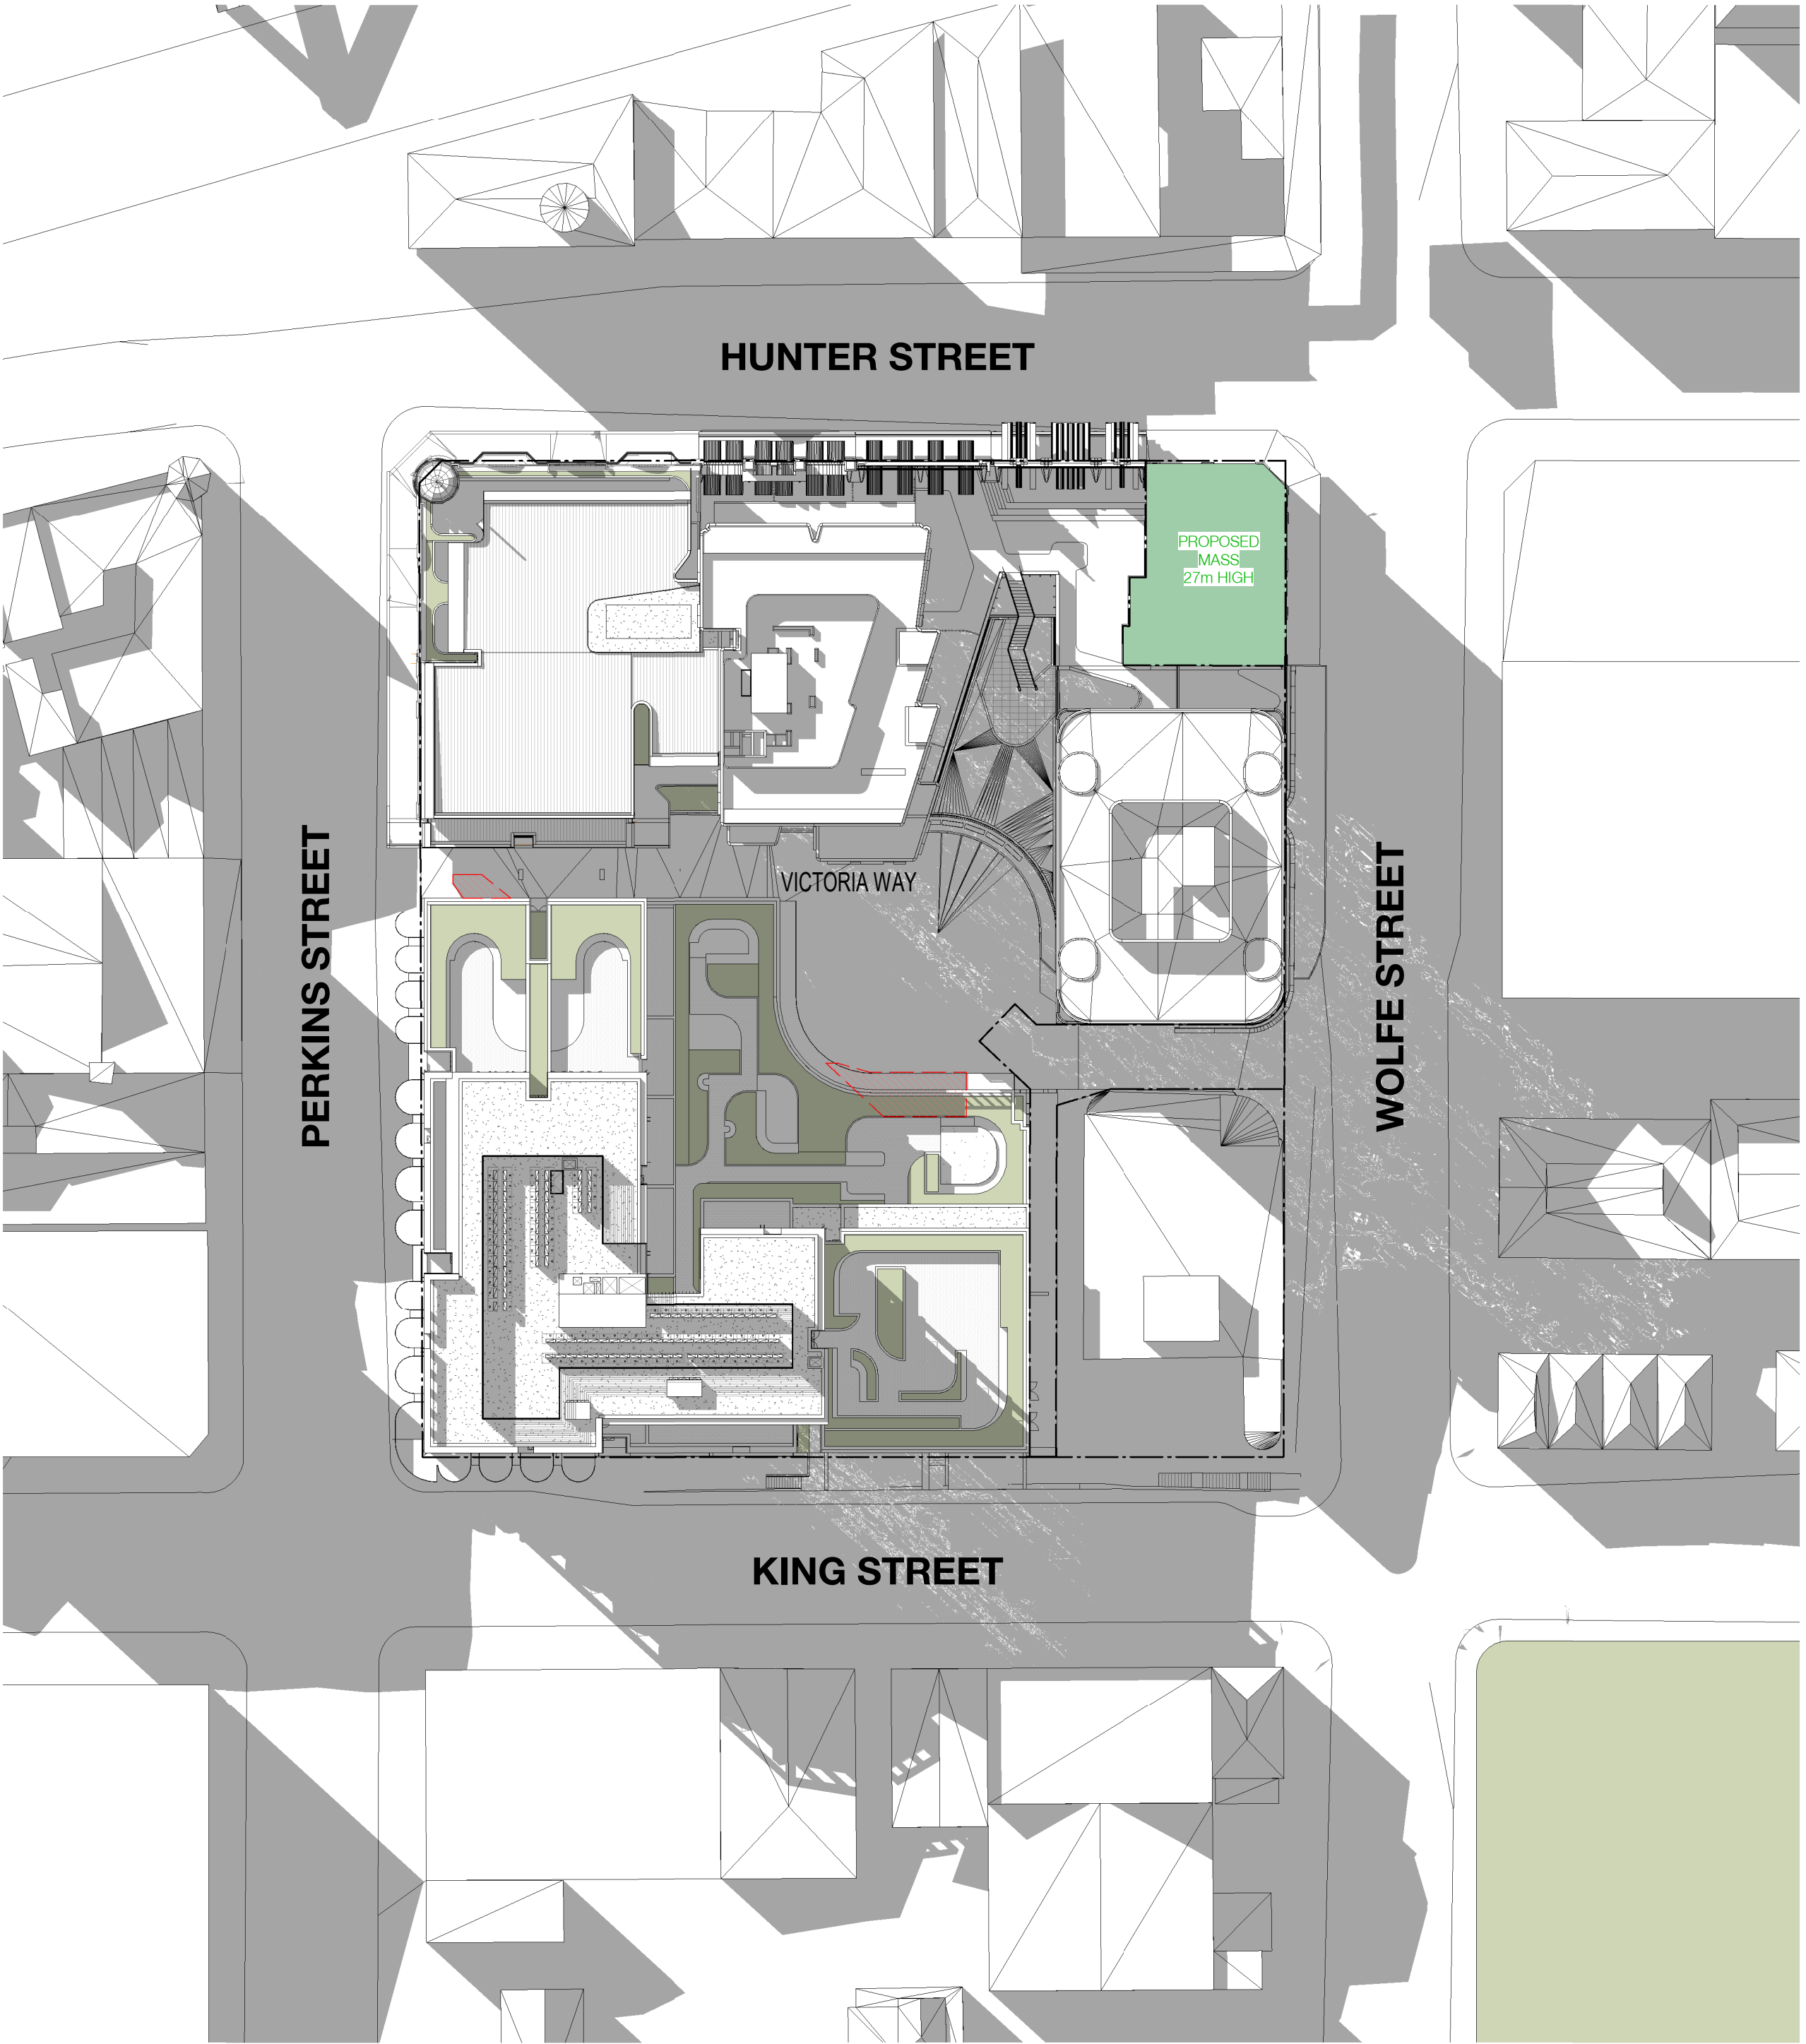 HUNTER STREET
PROPOSED
MASS
27m HIGH
VICTORIA WAY
PERKINS STREET
WOLFE STREET
KING STREET